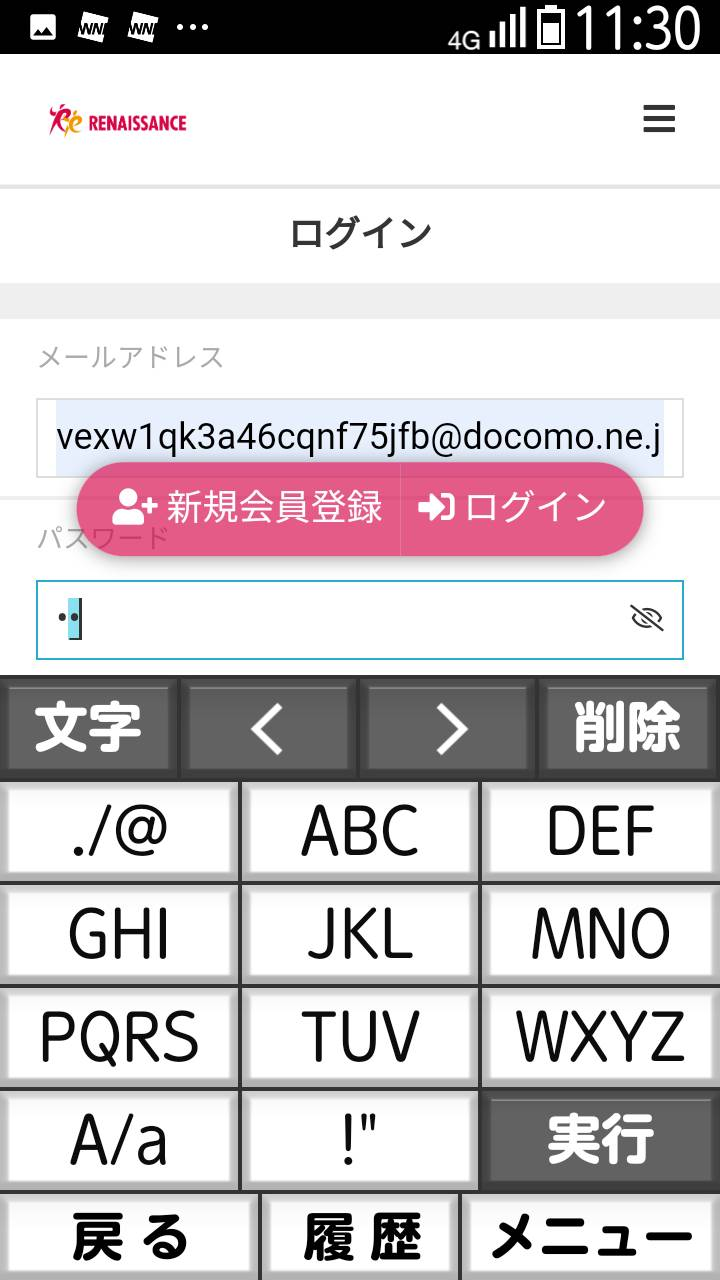 4G 11:30
RENAISSANCE
ログイン
メールアドレス
vexw1qk3a46cqnf75jfb@docomo.ne.j
新規会員登録 ログイン
パスワード
文字 < > 削除
./@ ABC DEF
GHI JKL MNO
PQRS TUV WXYZ
A/a !" 実行
戻る 履歴 メニュー